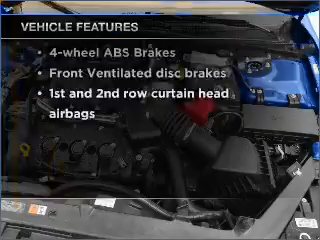 VEHICLE FEATURES
• 4-wheel ABS Brakes
• Front Ventilated disc brakes
• 1st and 2nd row curtain head
airbags